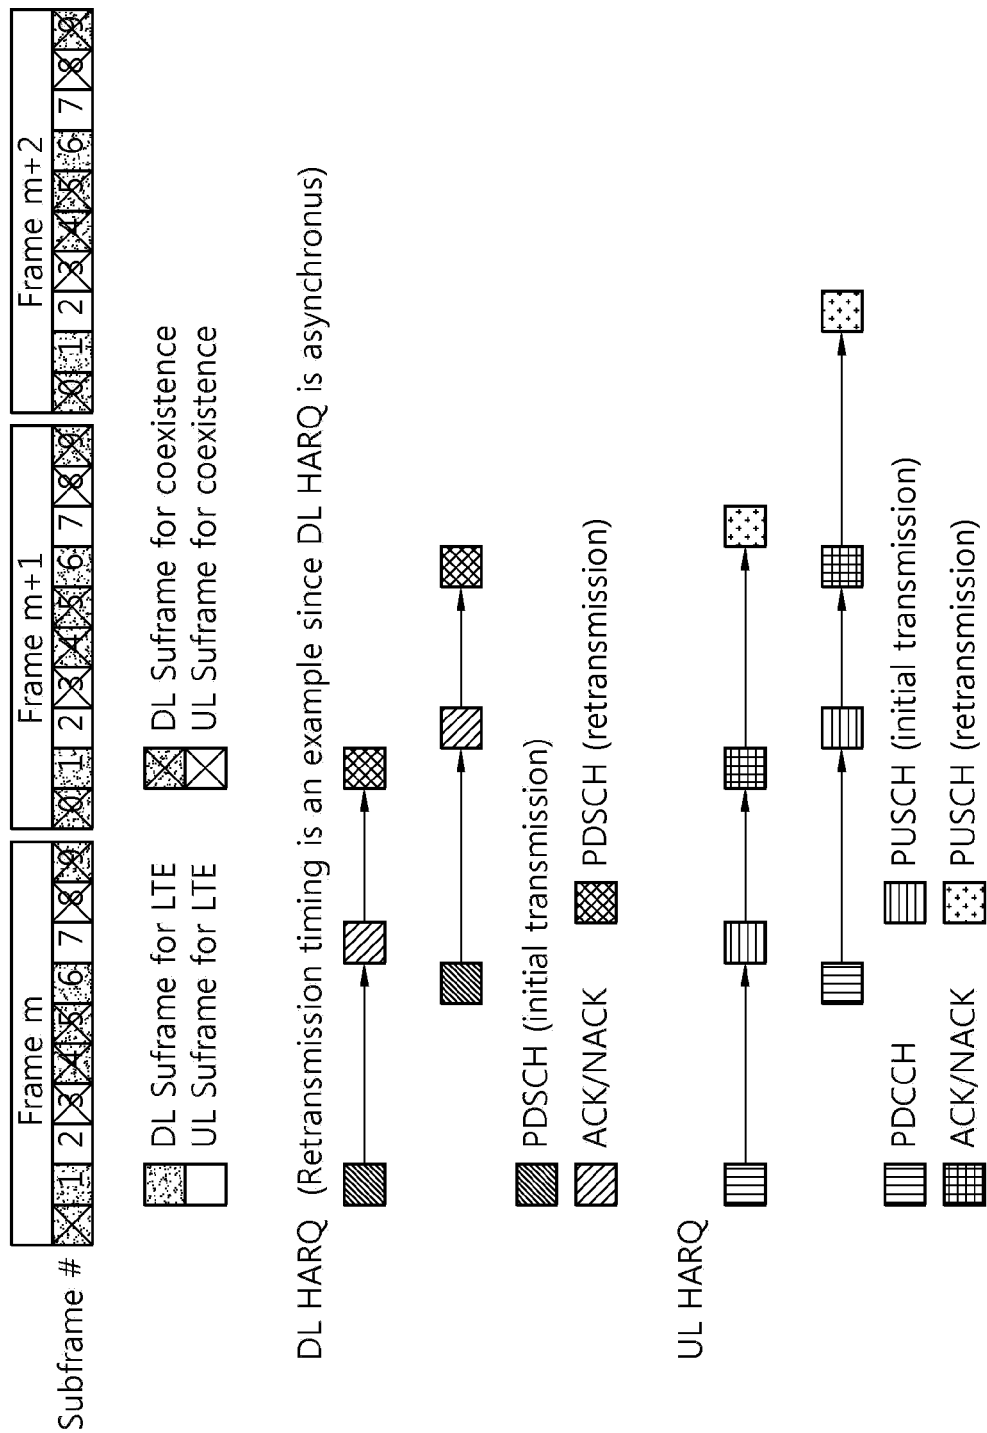 Frame m
Frame m+1
Frame m+2
Subframe #
1 2 3 4 5 6 7 8 9
0 1 2 3 4 5 6 7 8 9
0 1 2 3 4 5 6 7 8 9
DL Suframe for LTE
DL Suframe for coexistence
UL Suframe for LTE
UL Suframe for coexistence
DL HARQ (Retransmission timing is an example since DL HARQ is asynchronus)
PDSCH (initial transmission)
ACK/NACK
PDSCH (retransmission)
UL HARQ
PDCCH
PUSCH (initial transmission)
ACK/NACK
PUSCH (retransmission)